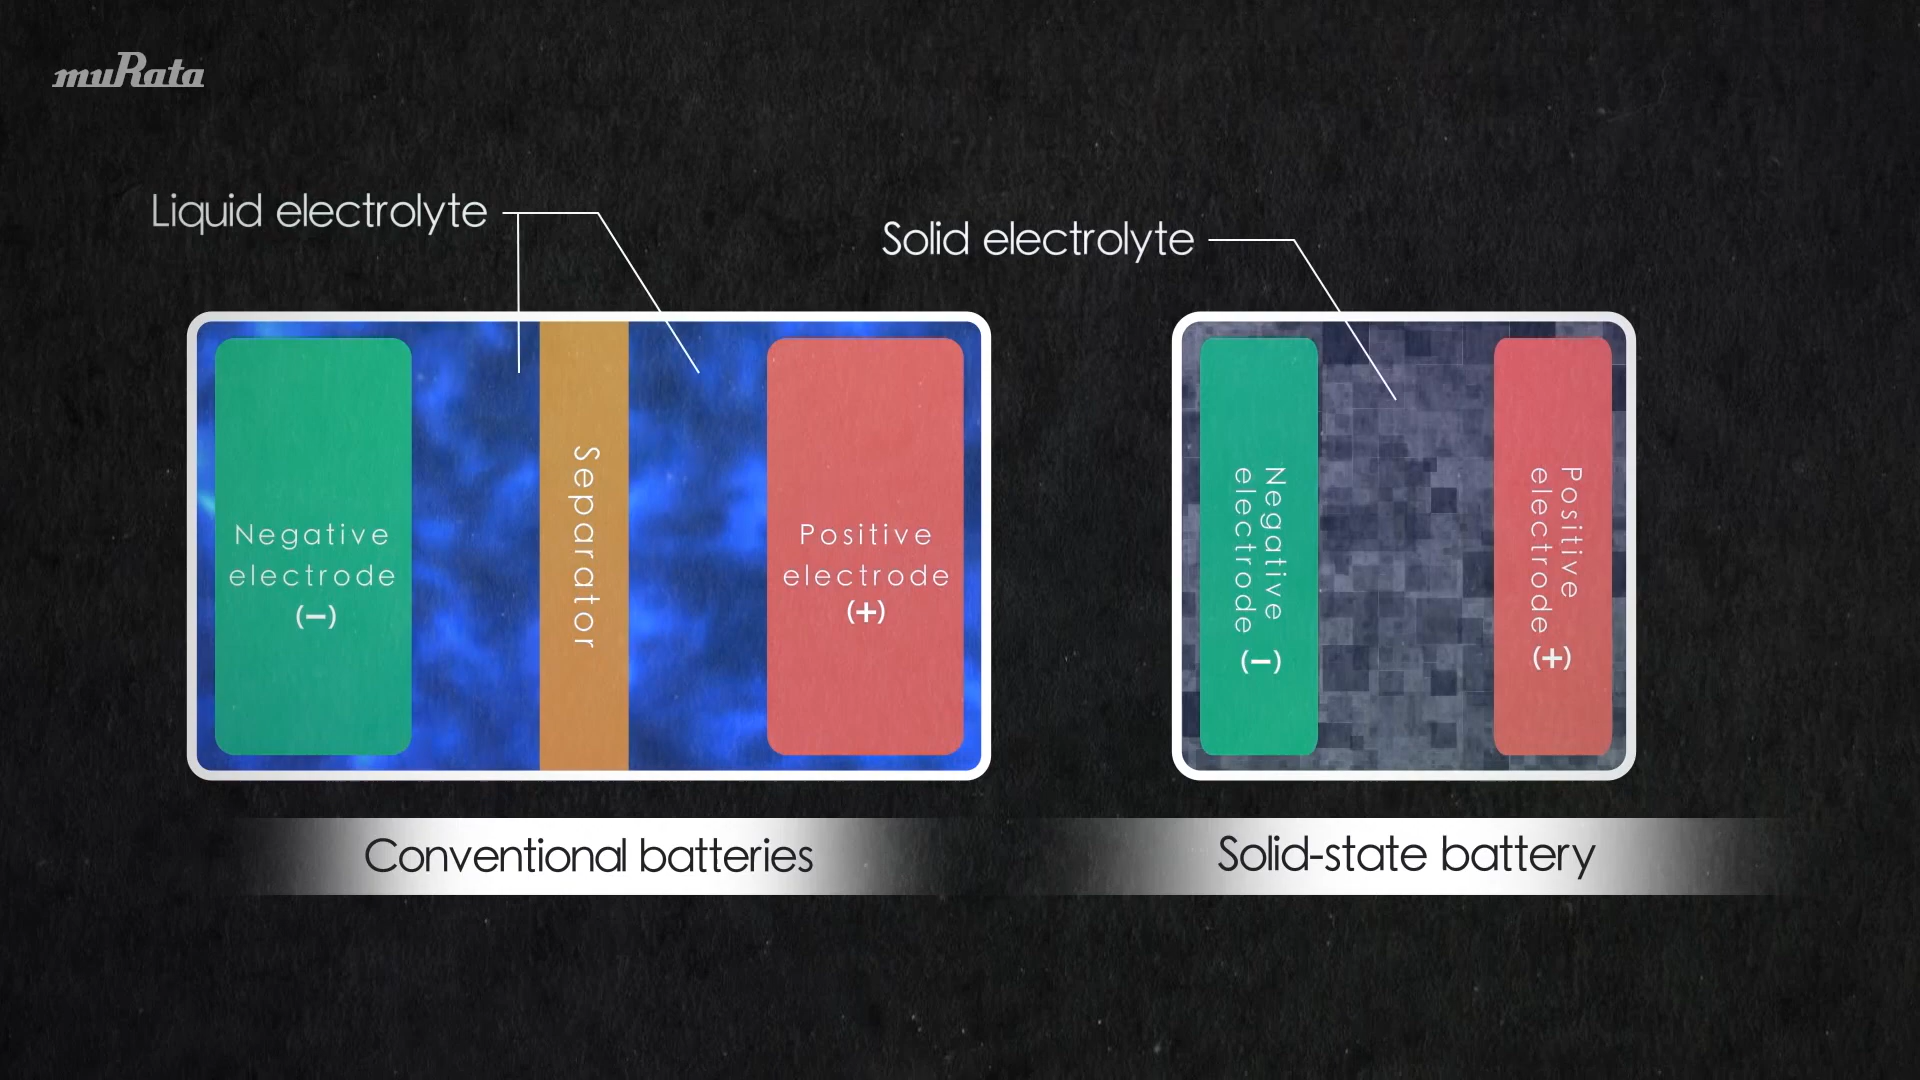 muRata
Liquid electrolyte
Solid electrolyte
Negative
electrode
(−)
Separator
Positive
electrode
(+)
Negative
electrode (−)
Positive
electrode (+)
Conventional batteries
Solid-state battery